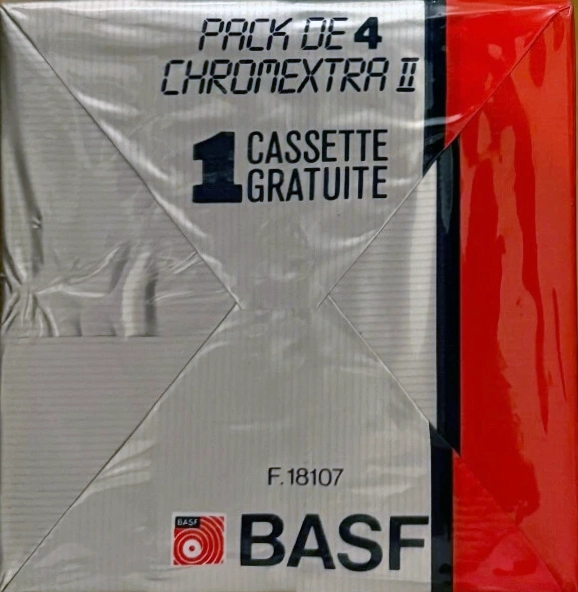 PACK DE 4
CHROMEXTRA II
1 CASSETTE
GRATUITE
F.18107
BASF
BASF